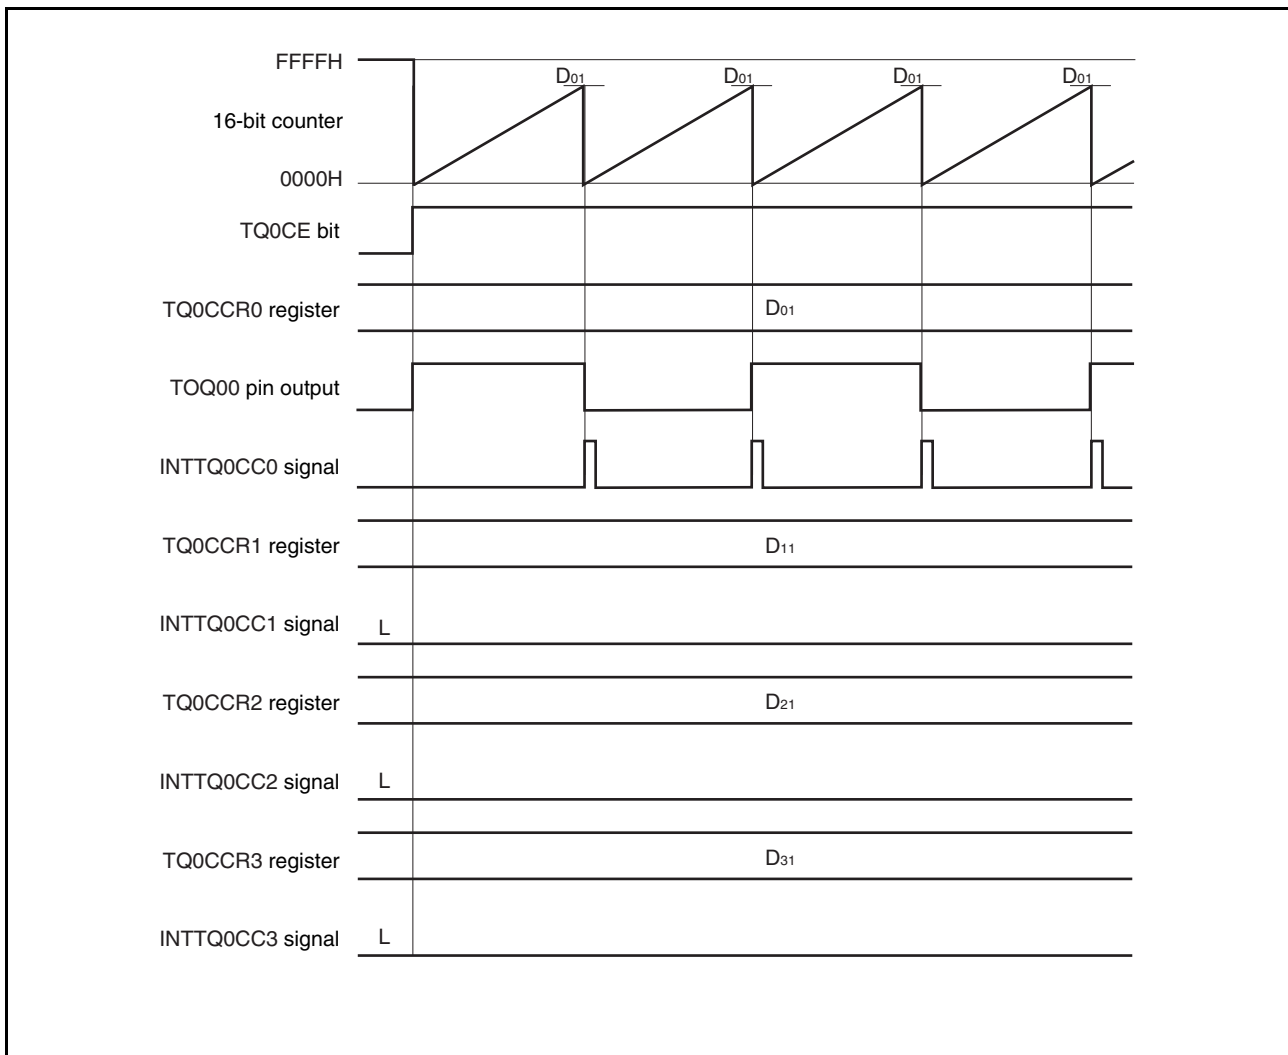 FFFFH
D01 D01 D01 D01
16-bit counter
0000H
TQ0CE bit
TQ0CCR0 register D01
TOQ00 pin output
INTTQ0CC0 signal
TQ0CCR1 register D11
INTTQ0CC1 signal L
TQ0CCR2 register D21
INTTQ0CC2 signal L
TQ0CCR3 register D31
INTTQ0CC3 signal L